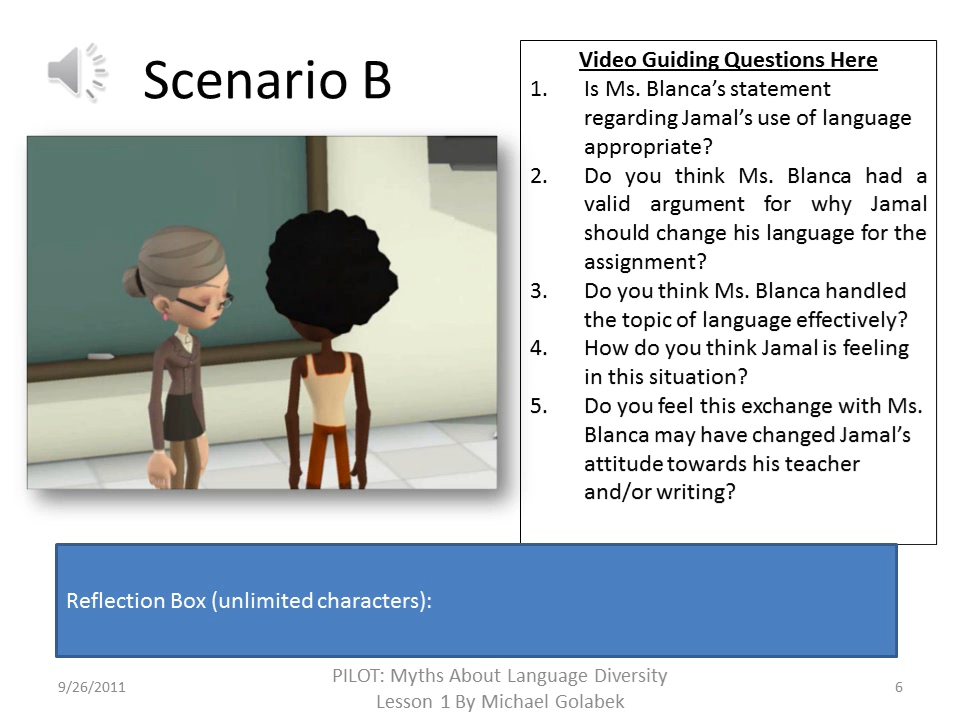 Scenario B
Video Guiding Questions Here
1. Is Ms. Blanca’s statement
regarding Jamal’s use of language
appropriate?
2. Do you think Ms. Blanca had a
valid argument for why Jamal
should change his language for the
assignment?
3. Do you think Ms. Blanca handled
the topic of language effectively?
4. How do you think Jamal is feeling
in this situation?
5. Do you feel this exchange with Ms.
Blanca may have changed Jamal’s
attitude towards his teacher
and/or writing?
Reflection Box (unlimited characters):
9/26/2011
PILOT: Myths About Language Diversity
Lesson 1 By Michael Golabek
6